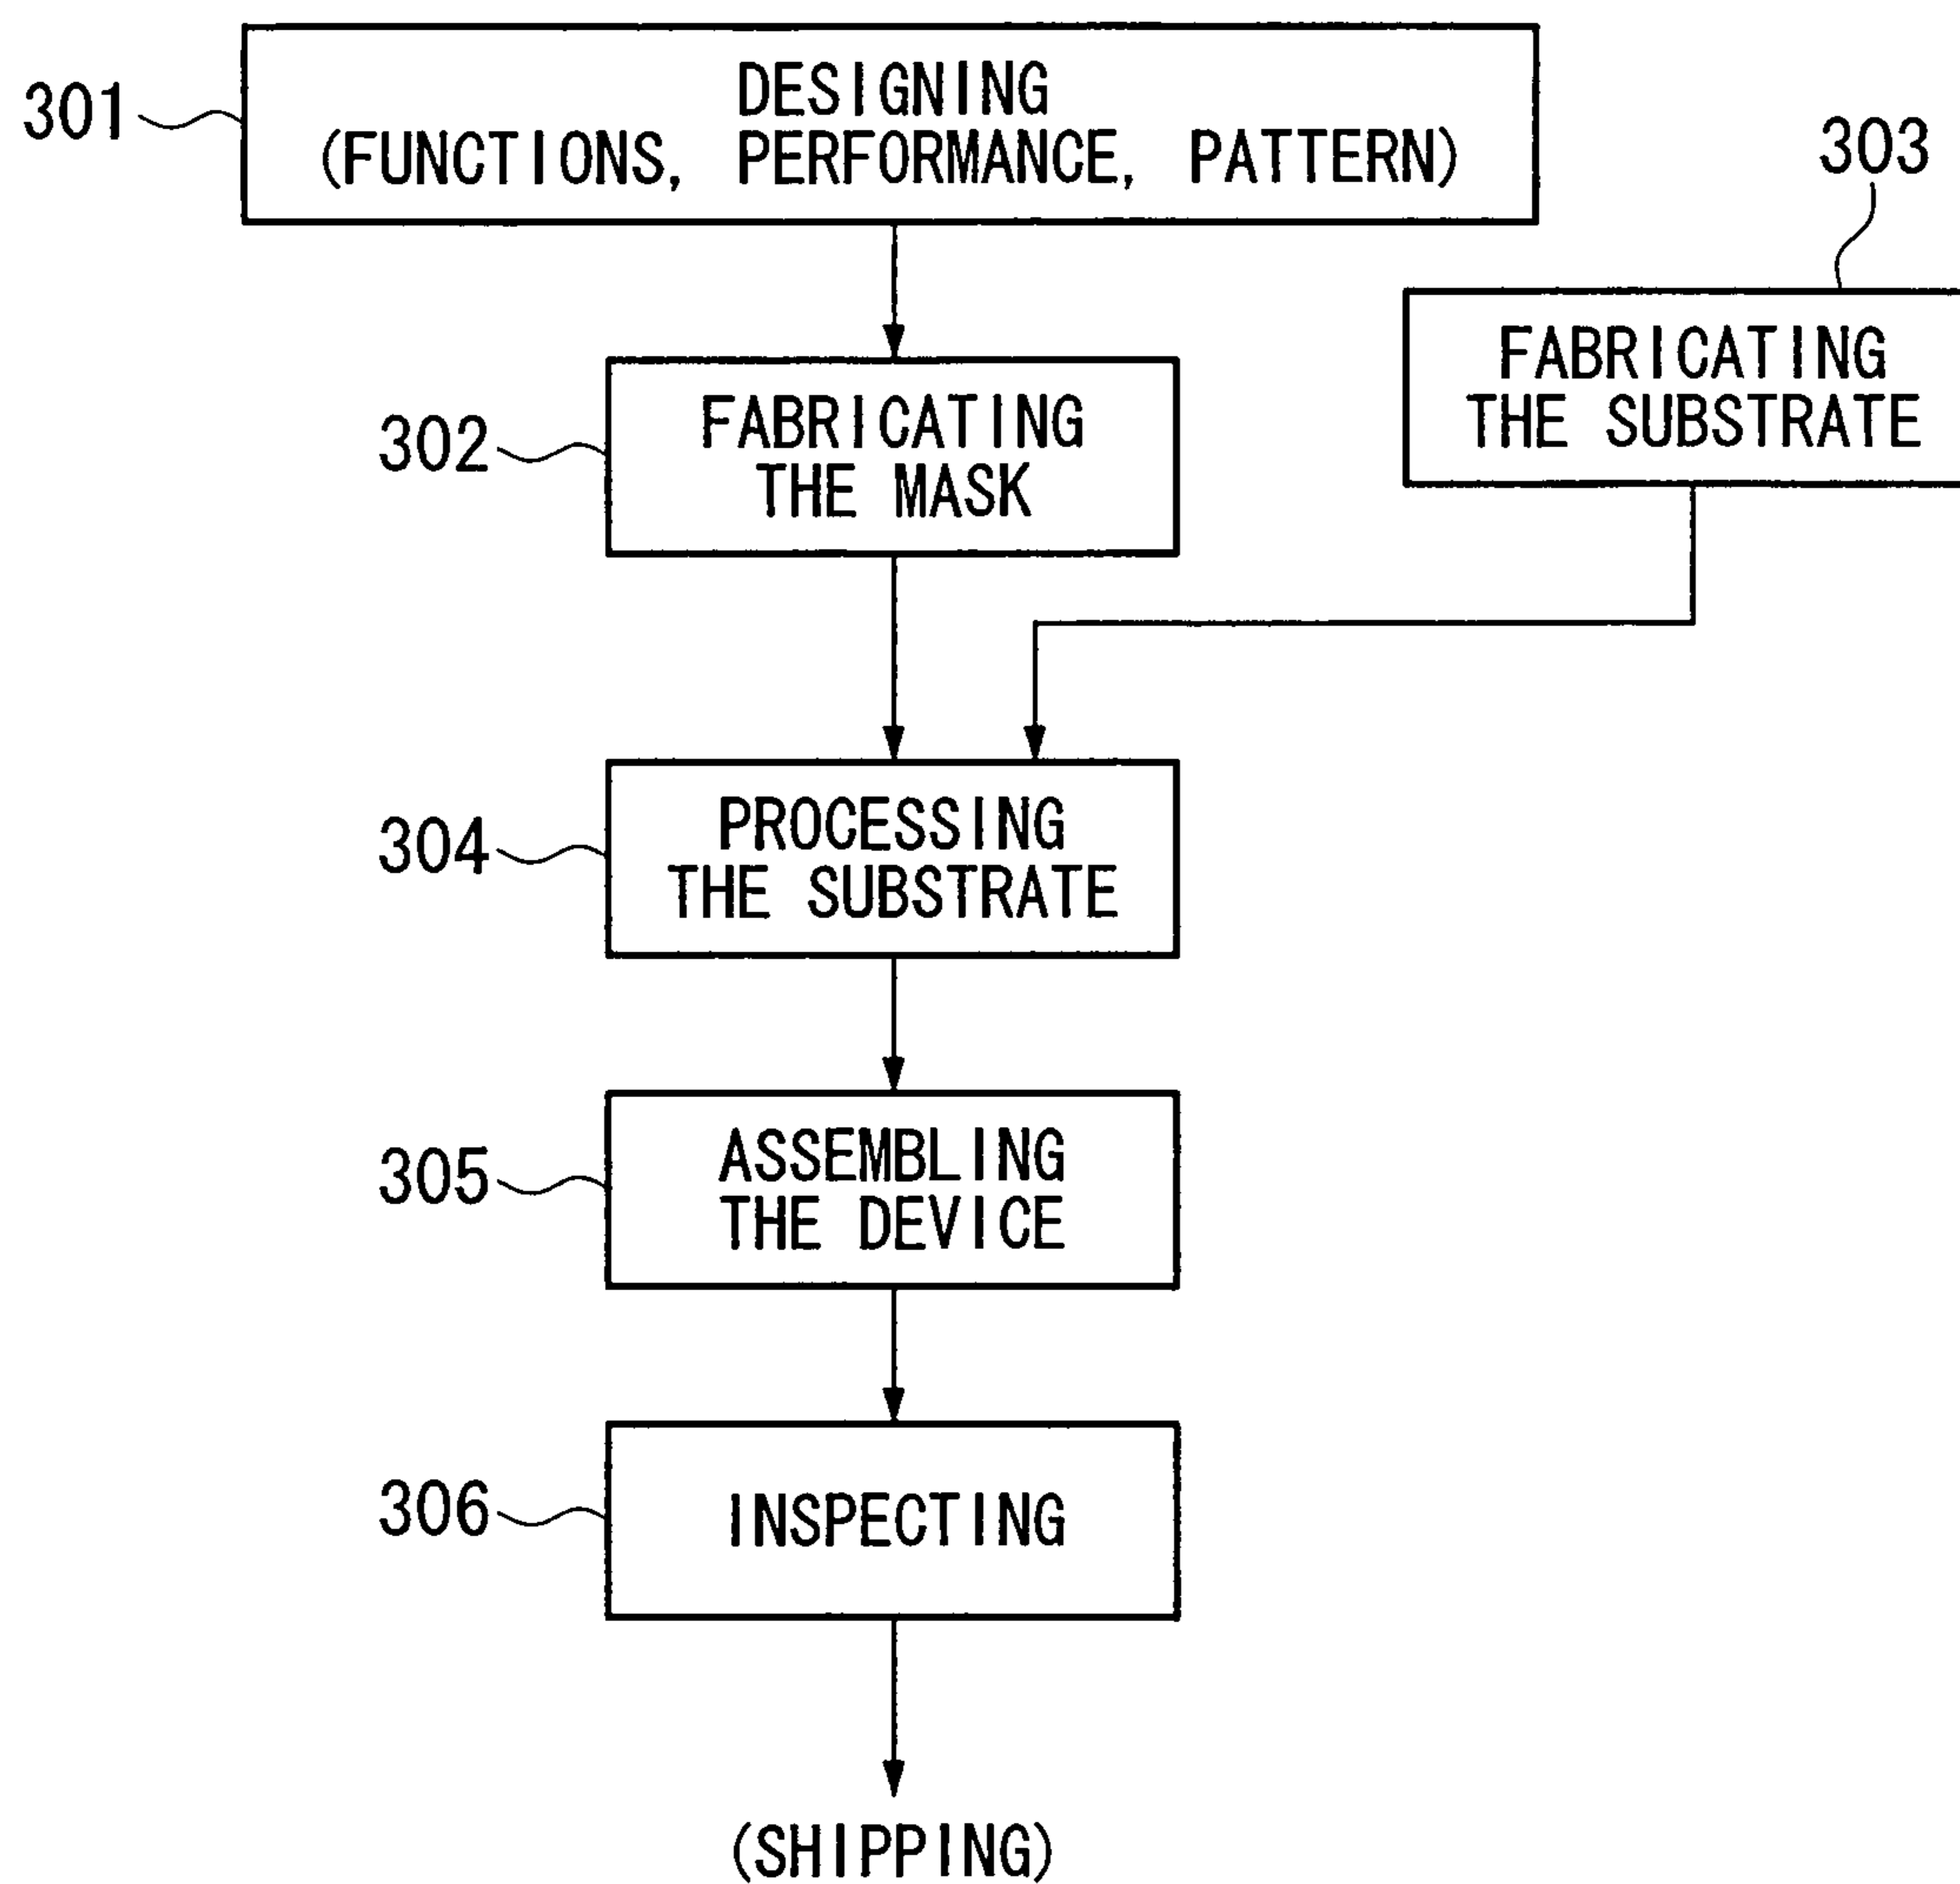 301
DESIGNING
(FUNCTIONS, PERFORMANCE, PATTERN)
303
FABRICATING
THE SUBSTRATE
302
FABRICATING
THE MASK
304
PROCESSING
THE SUBSTRATE
305
ASSEMBLING
THE DEVICE
306
INSPECTING
(SHIPPING)